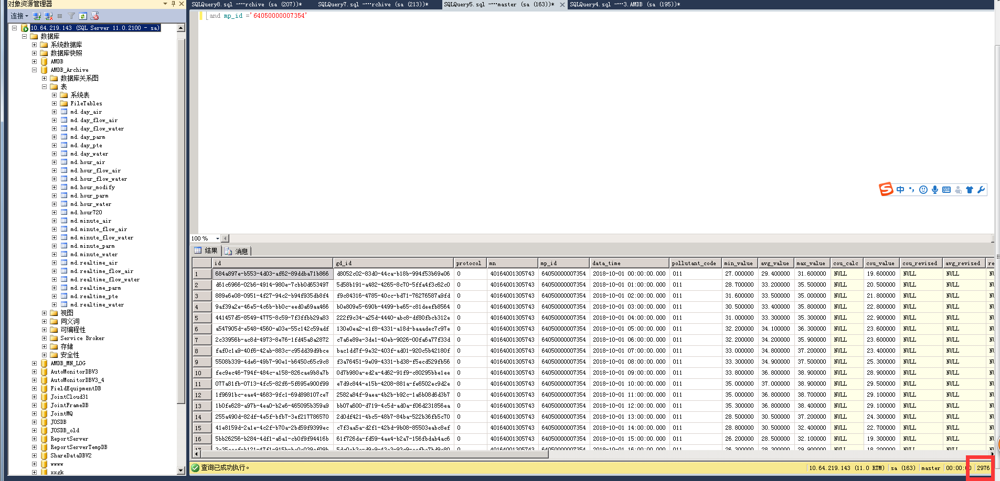 对象资源管理器
连接
10.64.219.143 (SQL Server 11.0.2100 - sa)
数据库
系统数据库
数据库快照
AMDB
AMDB_Archive
数据库关系图
表
系统表
FileTables
md.day_air
md.day_flow_air
md.day_flow_water
md.day_parm
md.day_pte
md.day_water
md.hour_air
md.hour_flow_air
md.hour_flow_water
md.hour_modify
md.hour_parm
md.hour_water
md.hour720
md.minute_air
md.minute_flow_air
md.minute_flow_water
md.minute_parm
md.minute_water
md.realtime_air
md.realtime_flow_air
md.realtime_flow_water
md.realtime_parm
md.realtime_pte
md.realtime_water
视图
同义词
可编程性
Service Broker
存储
安全性
AMDB_MN_LOG
AutoMonitorDBV3
AutoMonitorDBV3_4
FieldEquipmentDB
JointCloud31
JointFrameDB
JointMQ
JOSDB
JOSDB_old
ReportServer
ReportServerTempDB
ShareDataDBV2
wwww
xxgk
SQLQuery8.sql -...rchive (sa (207))* SQLQuery7.sql -...rchive (sa (213))* SQLQuery5.sql -...master (sa (163))* SQLQuery4.sql -...3.AMDB (sa (195))*
and mp_id ='64050000007354'
中
100 %
结果 消息
id gd_id protocol mn mp_id data_time pollutant_code min_value avg_value max_value cou_calc cou_value cou_revised avg_revised re
1 684a897e-b553-4d03-af62-89ddba71b866 d8052c02-83d0-44ca-b18b-994f53b69e06 0 40164001305743 64050000007354 2018-10-01 00:00:00.000 011 27.000000 29.400000 31.600000 NULL 19.600000 NULL NULL
2 d61c6966-02b6-4914-980e-7cbb0d653497 5d58b191-a482-4265-8c70-5ffa4f3c62c0 0 40164001305743 64050000007354 2018-10-01 01:00:00.000 011 28.700000 33.200000 35.500000 NULL 20.500000 NULL NULL
3 889e6e08-0951-4f27-94c2-b94f935db8f4 f9c84316-4785-40cc-bd71-76276587a9fd 0 40164001305743 64050000007354 2018-10-01 02:00:00.000 011 31.600000 33.500000 35.000000 NULL 21.800000 NULL NULL
4 9af39a2e-46e5-4c6b-bb0c-eed0a69aa466 b0e809e5-690b-4499-be65-c81deefb8564 0 40164001305743 64050000007354 2018-10-01 03:00:00.000 011 30.500000 33.400000 35.800000 NULL 22.800000 NULL NULL
5 441457d5-8549-4775-8c59-7f3ffbb29a83 222f9c34-a25d-4440-abc8-df80fbcb312e 0 40164001305743 64050000007354 2018-10-01 04:00:00.000 011 31.000000 33.300000 35.300000 NULL 22.900000 NULL NULL
6 a547905d-e548-4560-a03e-55c142c59adf 130e0ea2-e1f8-4331-a18d-baaadec7c97e 0 40164001305743 64050000007354 2018-10-01 05:00:00.000 011 32.200000 34.100000 36.300000 NULL 23.600000 NULL NULL
7 2c33956b-ac8d-4973-8e76-1fd45a8a2872 c7a6e89e-3de1-40eb-9026-00fa6a77f33d 0 40164001305743 64050000007354 2018-10-01 06:00:00.000 011 32.200000 34.200000 35.900000 NULL 23.600000 NULL NULL
8 faf0c1a9-40f6-42ab-883c-c95dd39d9bce bac1dd7f-9e32-403f-ad01-920c5b42180f 0 40164001305743 64050000007354 2018-10-01 07:00:00.000 011 33.000000 34.800000 37.200000 NULL 23.400000 NULL NULL
9 5508b339-4de6-49b7-90e1-b6450c65c9c8 f3a76451-9e09-4331-bd38-f5ecd529fb56 0 40164001305743 64050000007354 2018-10-01 08:00:00.000 011 33.300000 34.900000 37.500000 NULL 25.300000 NULL NULL
10 fec9ec46-794f-484c-a158-826cae9b8a7b 0d7b980a-ed2a-4d62-91f9-c80295bbe1ee 0 40164001305743 64050000007354 2018-10-01 09:00:00.000 011 33.800000 36.800000 38.900000 NULL 28.900000 NULL NULL
11 077a81fb-0713-4fc5-82f6-5f695e900f99 e7d9c844-e15b-4208-881a-fe6502ec9d2e 0 40164001305743 64050000007354 2018-10-01 10:00:00.000 011 35.000000 37.000000 38.900000 NULL 29.500000 NULL NULL
12 1f9691bc-eae4-4683-9fc1-69d898107ce7 2582a84f-9aea-4b2b-b92c-1a6b08d6d3b7 0 40164001305743 64050000007354 2018-10-01 11:00:00.000 011 35.000000 36.800000 38.700000 NULL 29.100000 NULL NULL
13 1b0fe628-a97b-4ea0-b2e6-465095b359a9 bb07a600-d719-4c5d-ad0a-f06d231856ea 0 40164001305743 64050000007354 2018-10-01 12:00:00.000 011 35.300000 36.800000 38.400000 NULL 29.100000 NULL NULL
14 255a490d-82df-4e5f-bfb7-3ef217786570 2d0df421-4bc5-48b7-84ba-522b36fb5c70 0 40164001305743 64050000007354 2018-10-01 13:00:00.000 011 28.500000 30.500000 37.200000 NULL 24.300000 NULL NULL
15 41e8159d-2a1e-4c2f-b70a-2bd59f9399ec c7f3aa5a-d2f1-42bd-9b08-85503eabc8ef 0 40164001305743 64050000007354 2018-10-01 14:00:00.000 011 28.800000 30.500000 32.400000 NULL 22.700000 NULL NULL
16 5bb26256-b284-4df1-a6a1-cb0f9f94416b 61f726da-fd59-4ae4-b2a7-156fbdab4ac6 0 40164001305743 64050000007354 2018-10-01 15:00:00.000 011 26.200000 28.500000 32.100000 NULL 19.300000 NULL NULL
查询已成功执行。 10.64.219.143 (11.0 RTM) sa (163) master 00:00:00 2976